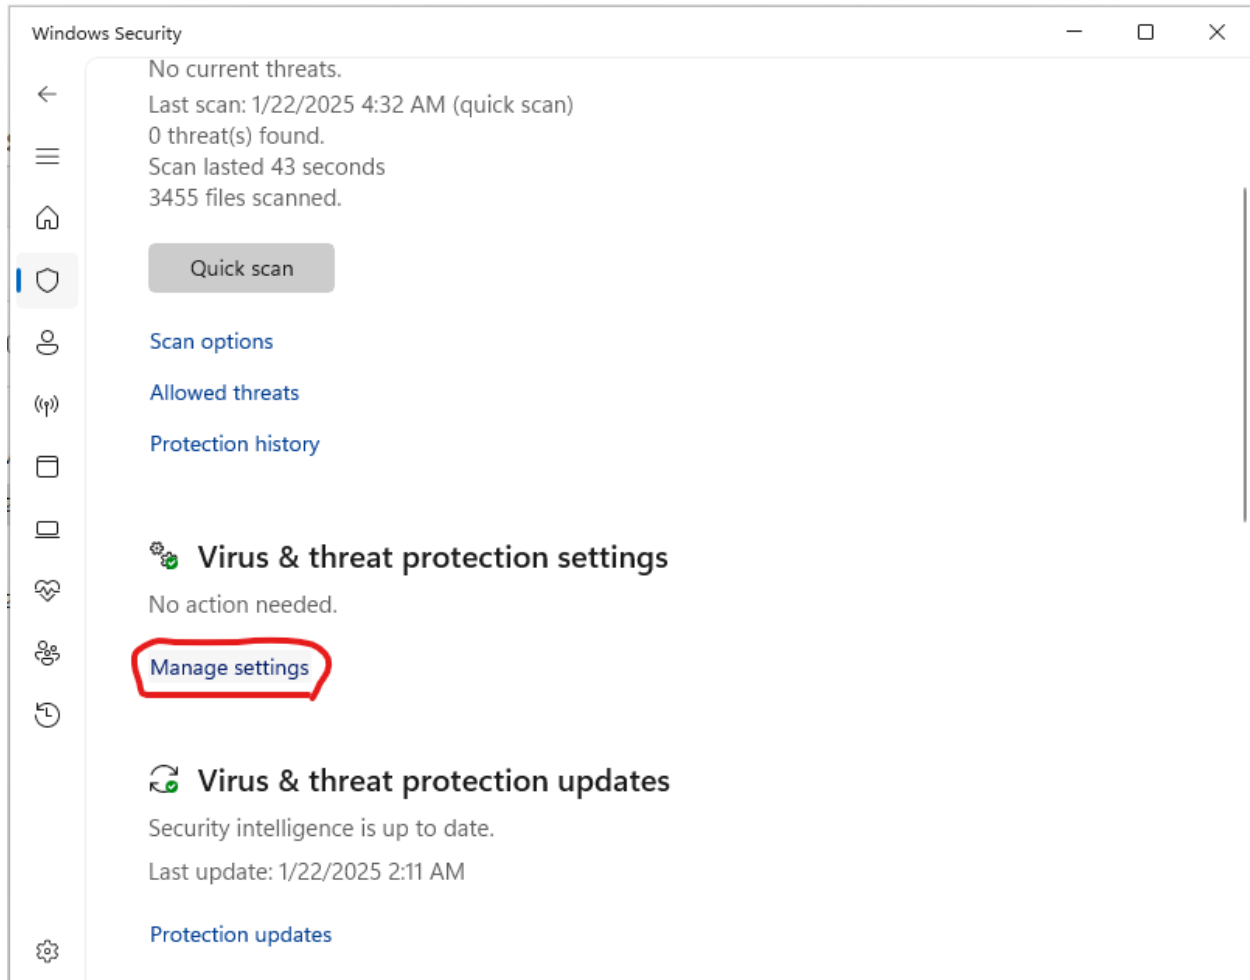 Windows Security
No current threats.
Last scan: 1/22/2025 4:32 AM (quick scan)
0 threat(s) found.
Scan lasted 43 seconds
3455 files scanned.
Quick scan
Scan options
Allowed threats
Protection history
Virus & threat protection settings
No action needed.
Manage settings
Virus & threat protection updates
Security intelligence is up to date.
Last update: 1/22/2025 2:11 AM
Protection updates